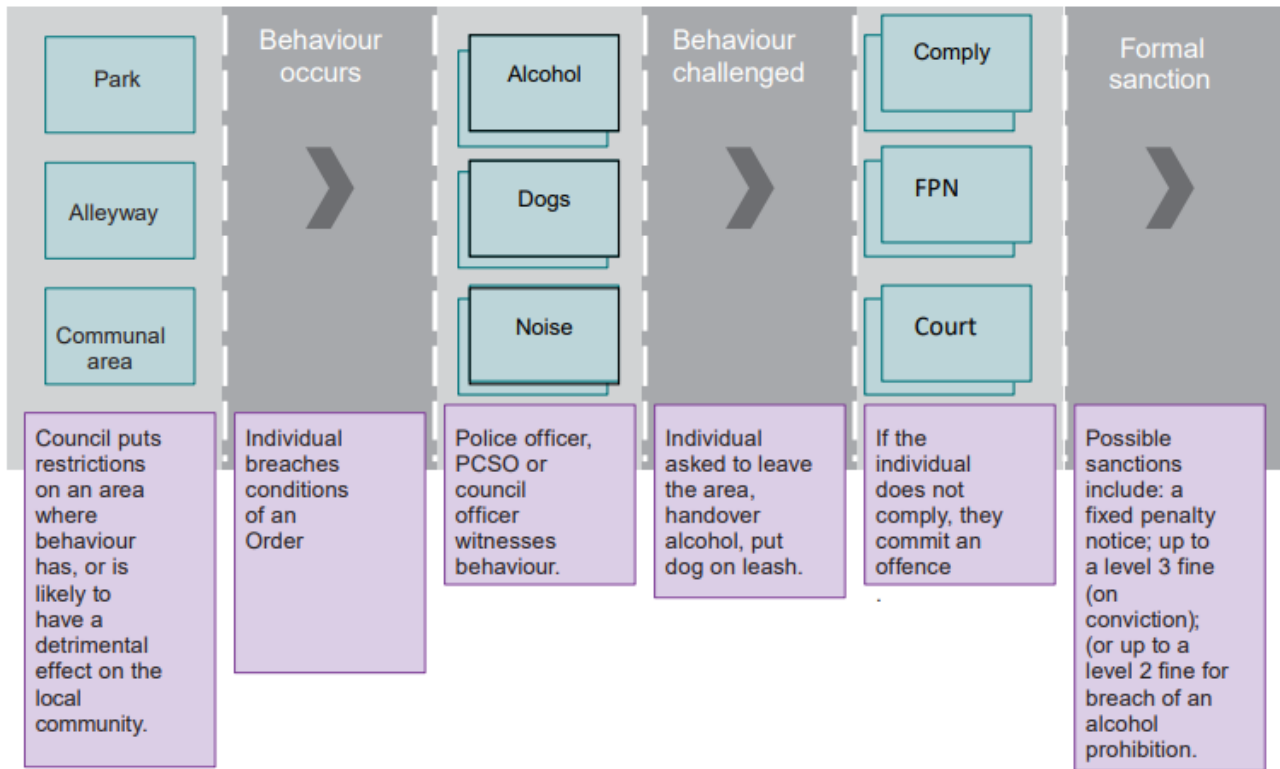 Park
Alleyway
Communal
area
Behaviour
occurs
Alcohol
Dogs
Noise
Behaviour
challenged
Comply
FPN
Court
Formal
sanction
Council puts
restrictions
on an area
where
behaviour
has, or is
likely to
have a
detrimental
effect on the
local
community.
Individual
breaches
conditions
of an
Order
Police officer,
PCSO or
council
officer
witnesses
behaviour.
Individual
asked to leave
the area,
handover
alcohol, put
dog on leash.
If the
individual
does not
comply, they
commit an
offence
.
Possible
sanctions
include: a
fixed penalty
notice; up to
a level 3 fine
(on
conviction);
(or up to a
level 2 fine for
breach of an
alcohol
prohibition.